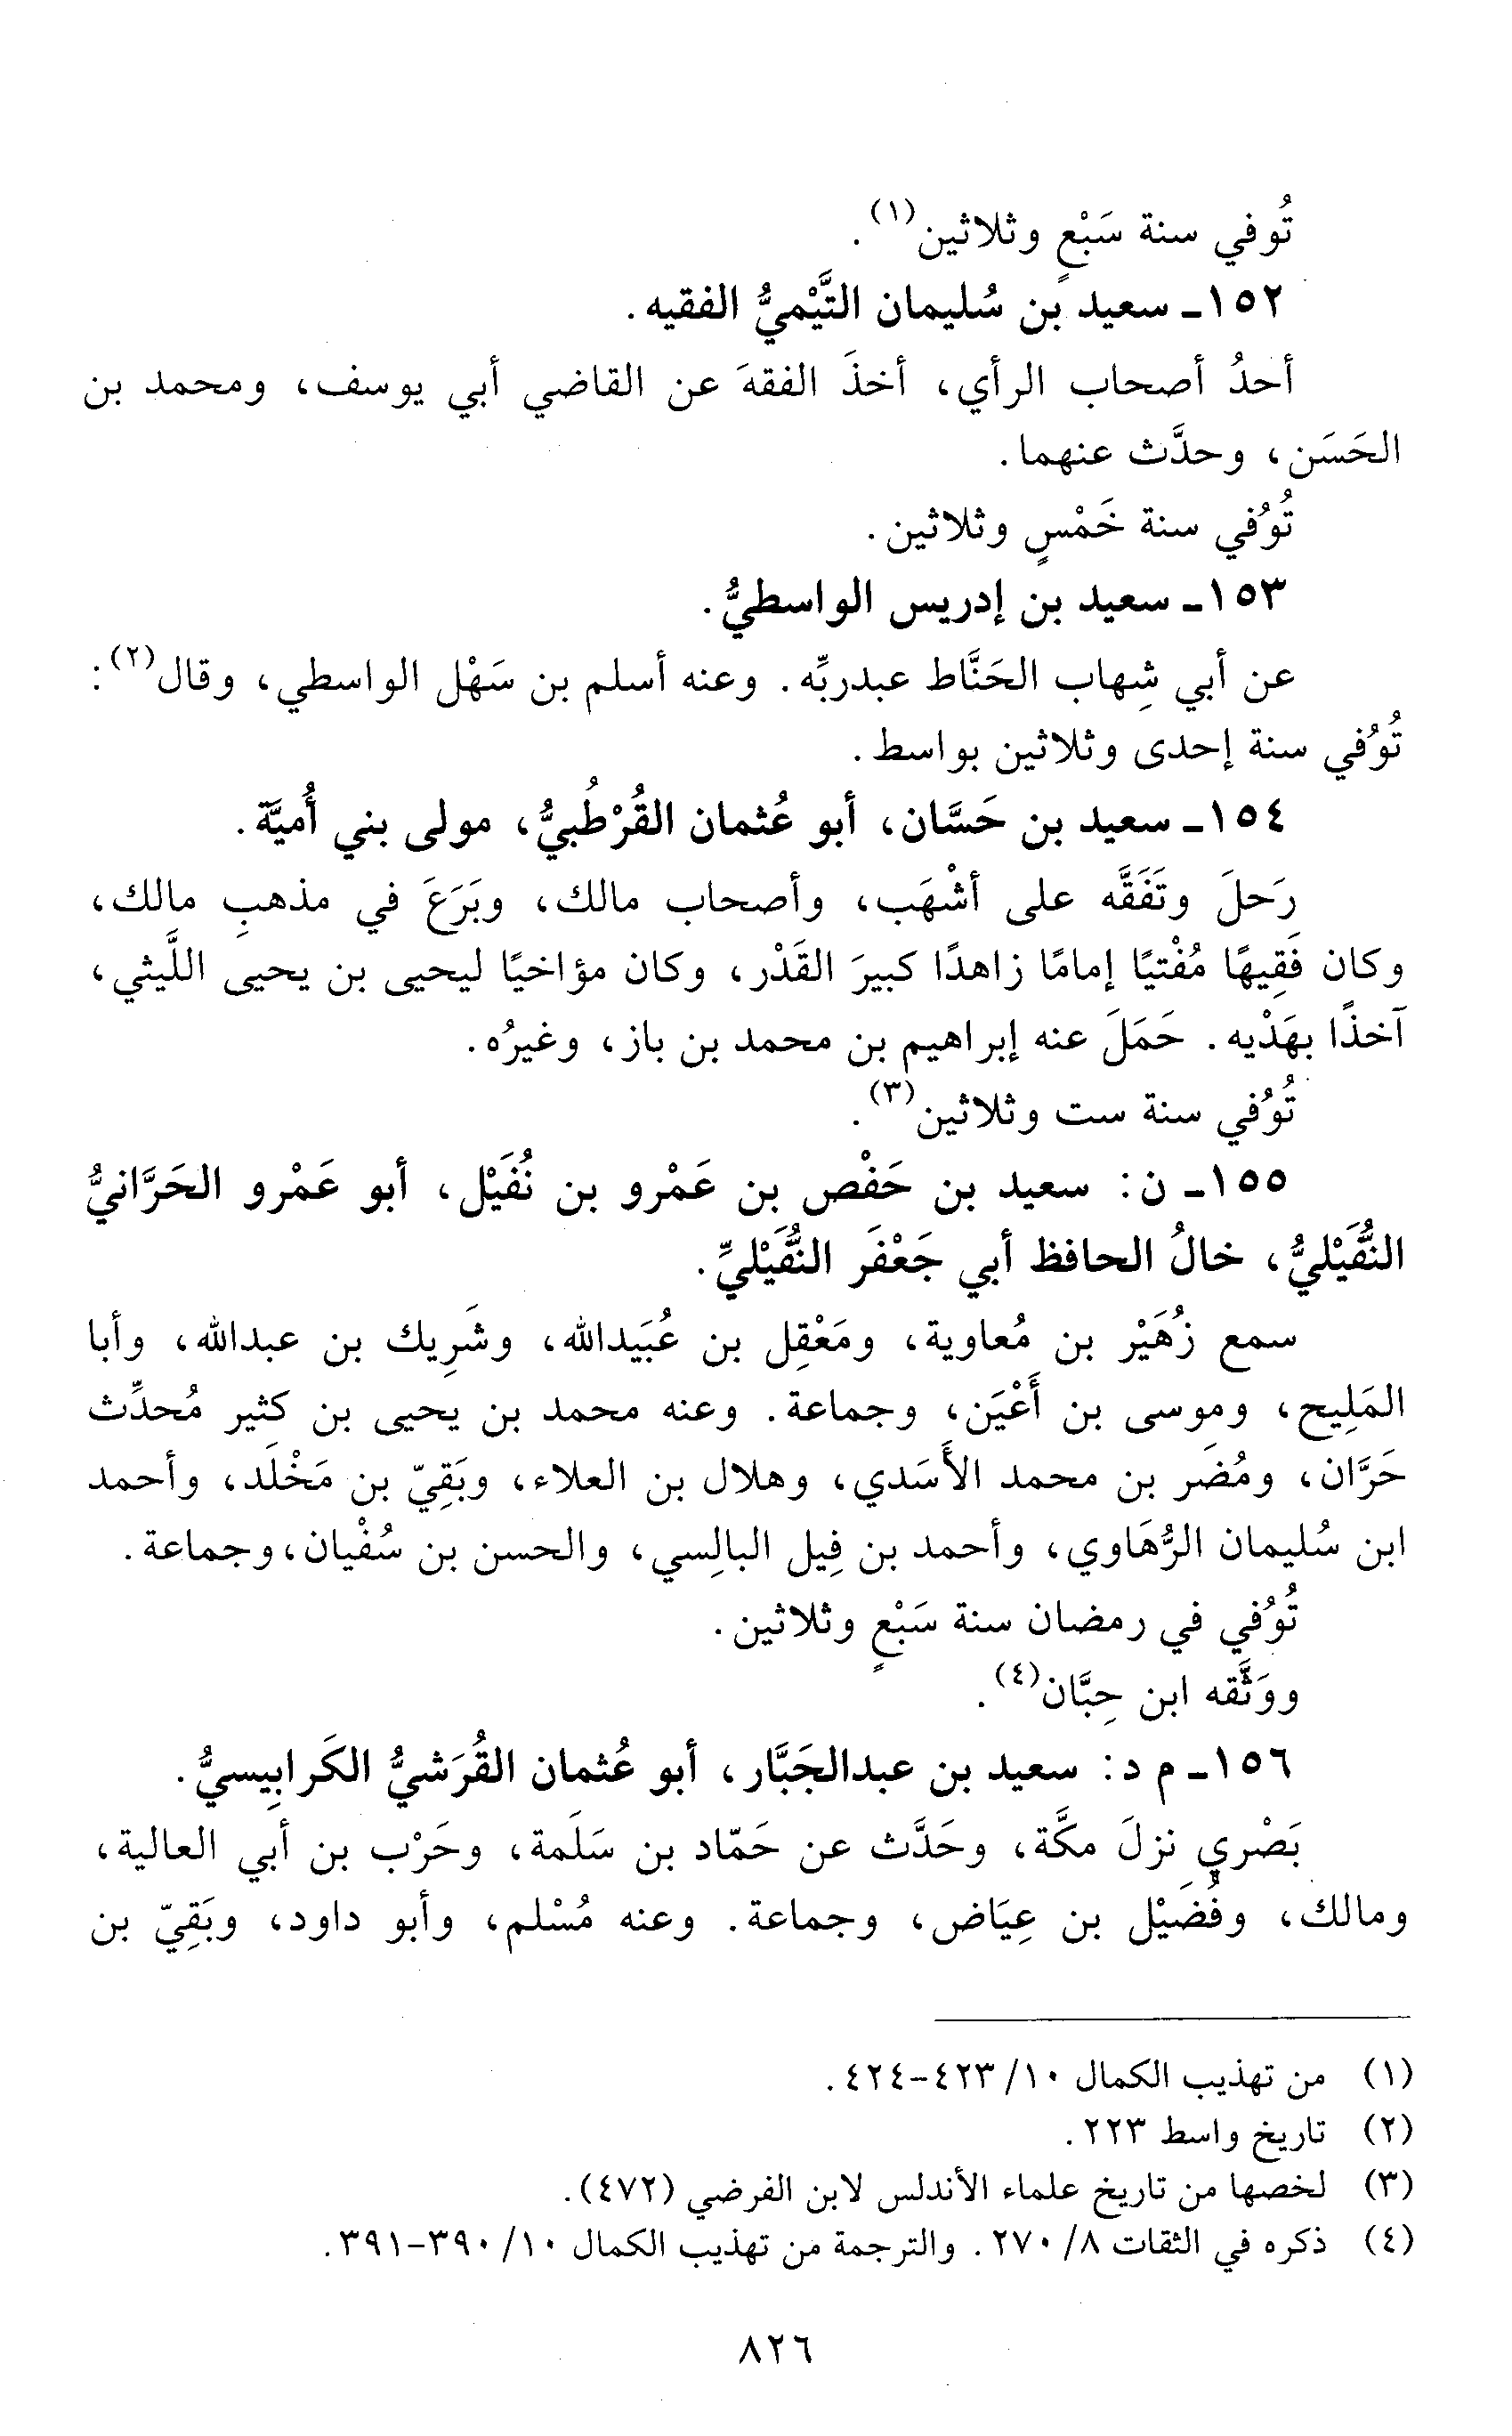 تُوفي سنة سَبْعٍ وثلاثين(١).
١٥٢ـ سعيد بن سُليمان التَّيْميُّ الفقيه.
أحدُ أصحاب الرأي، أخذَ الفقهَ عن القاضي أبي يوسف، ومحمد بن
الحَسَن، وحدَّث عنهما.
تُوُفي سنة خَمْسٍ وثلاثين.
١٥٣ـ سعيد بن إدريس الواسطيُّ.
عن أبي شِهاب الحَنَّاط عبدربِّه. وعنه أسلم بن سَهْل الواسطي، وقال(٢):
تُوُفي سنة إحدى وثلاثين بواسط.
١٥٤ـ سعيد بن حَسَّان، أبو عُثمان القُرْطُبيُّ، مولى بني أُميَّة.
رَحلَ وتَفَقَّه على أشْهَب، وأصحاب مالك، وبَرَعَ في مذهبِ مالك،
وكان فَقِيهًا مُفْتيًا إمامًا زاهدًا كبيرَ القَدْر، وكان مؤاخيًا ليحيى بن يحيى اللَّيثي،
آخذًا بهَدْيه. حَمَلَ عنه إبراهيم بن محمد بن باز، وغيرُه.
تُوُفي سنة ست وثلاثين(٣).
١٥٥ـ ن: سعيد بن حَفْص بن عَمْرو بن نُفَيْل، أبو عَمْرو الحَرَّانيُّ
النُّفَيْليُّ، خالُ الحافظ أبي جَعْفَر النُّفَيْليِّ.
سمع زُهَيْر بن مُعاوية، ومَعْقِل بن عُبَيدالله، وشَرِيك بن عبدالله، وأبا
المَلِيح، وموسى بن أَعْيَن، وجماعة. وعنه محمد بن يحيى بن كثير مُحدِّث
حَرَّان، ومُضَر بن محمد الأَسَدي، وهلال بن العلاء، وبَقِيّ بن مَخْلَد، وأحمد
ابن سُليمان الرُّهَاوي، وأحمد بن فِيل البالِسي، والحسن بن سُفْيان، وجماعة.
تُوُفي في رمضان سنة سَبْعٍ وثلاثين.
ووَثَّقه ابن حِبَّان(٤).
١٥٦ـ م د: سعيد بن عبدالجَبَّار، أبو عُثمان القُرَشيُّ الكَرابِيسيُّ.
بَصْري نزلَ مكَّة، وحَدَّث عن حَمّاد بن سَلَمة، وحَرْب بن أبي العالية،
ومالك، وفُضَيْل بن عِيَاض، وجماعة. وعنه مُسْلم، وأبو داود، وبَقِيّ بن
(١) من تهذيب الكمال ١٠/ ٤٢٣-٤٢٤.
(٢) تاريخ واسط ٢٢٣.
(٣) لخصها من تاريخ علماء الأندلس لابن الفرضي (٤٧٢).
(٤) ذكره في الثقات ٨/ ٢٧٠. والترجمة من تهذيب الكمال ١٠/ ٣٩٠-٣٩١.
٨٢٦